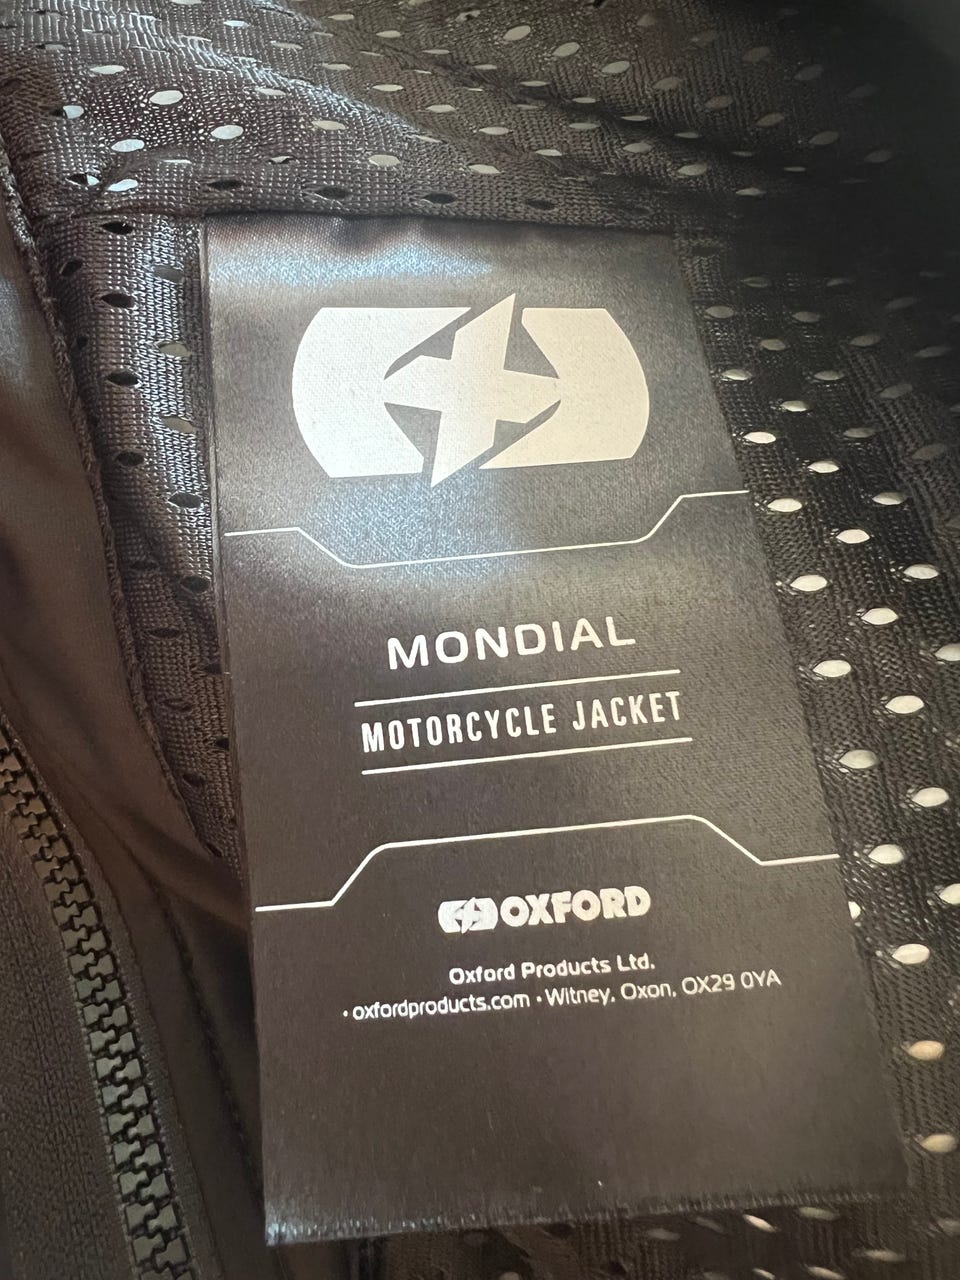 MONDIAL
MOTORCYCLE JACKET
OXFORD
Oxford Products Ltd.
• oxfordproducts.com • Witney, Oxon, OX29 0YA